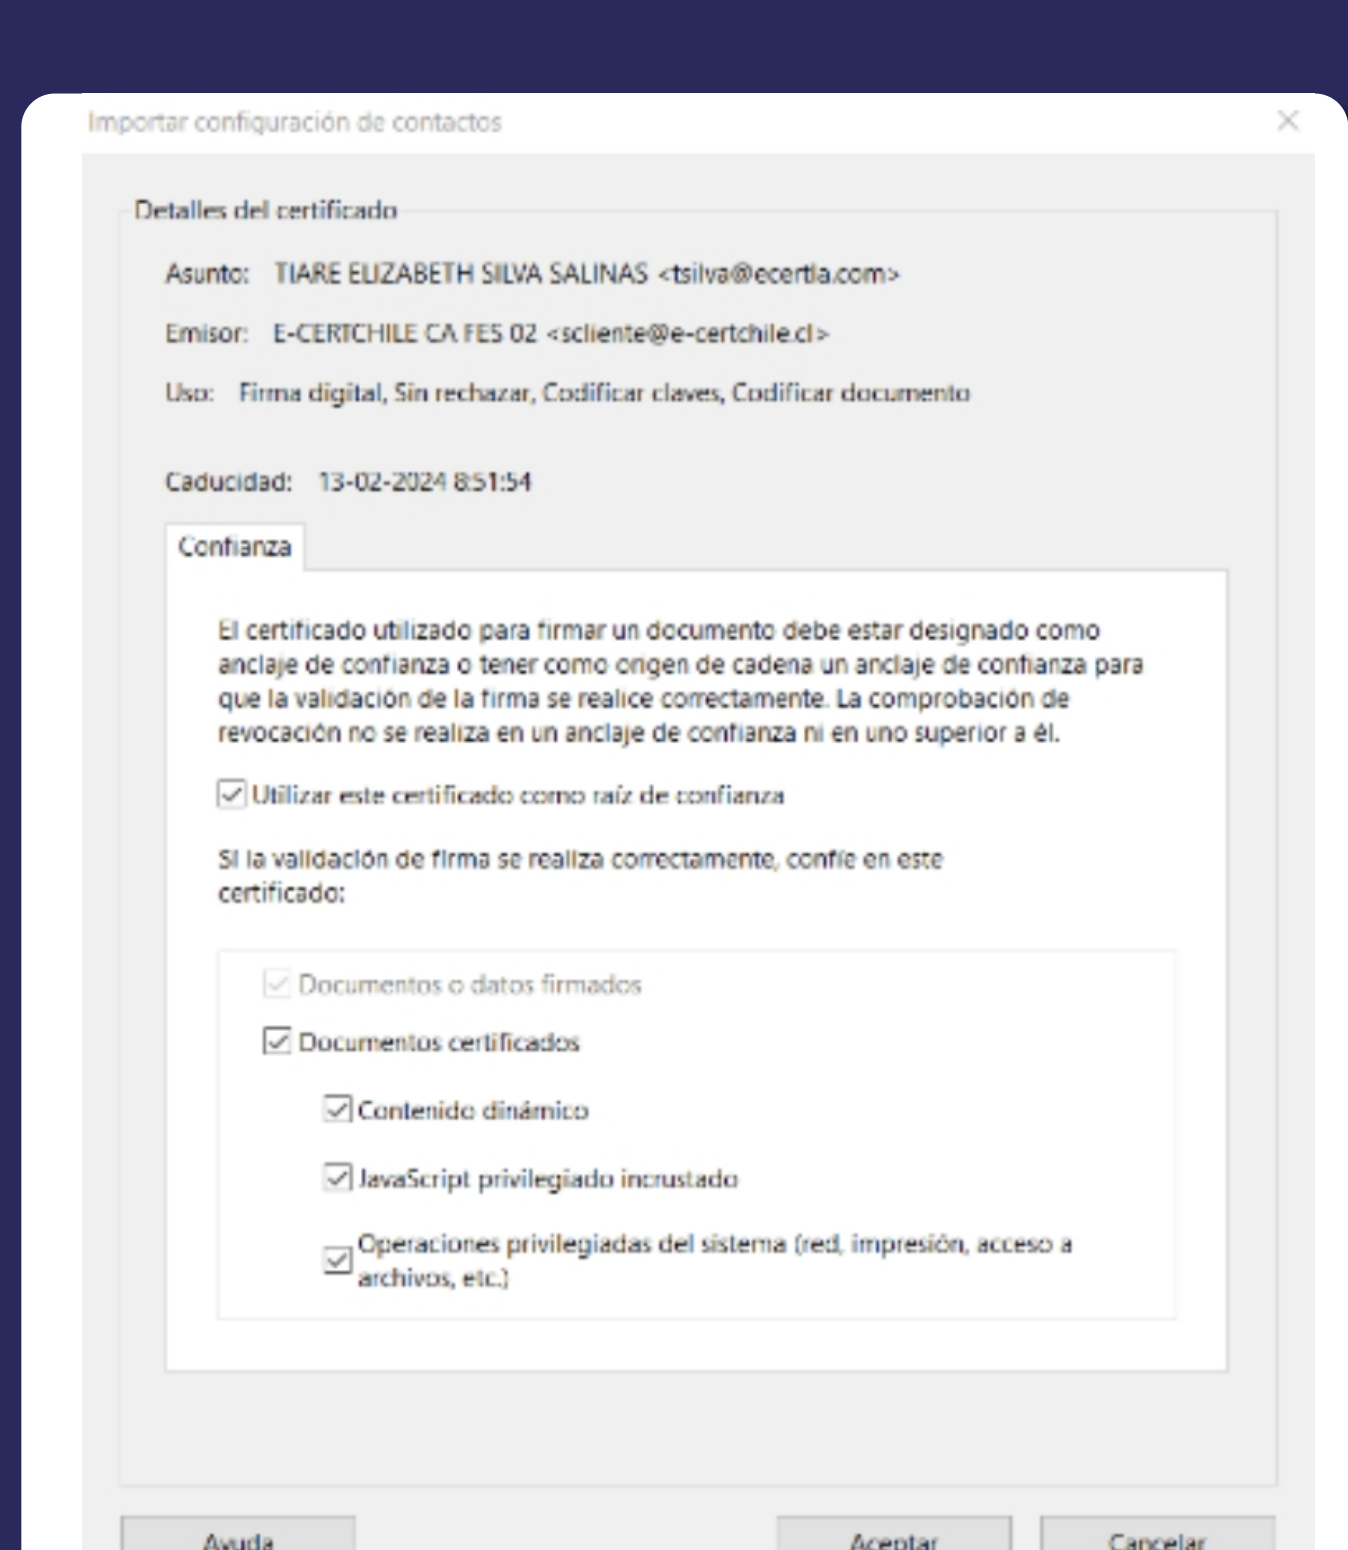 Importar configuración de contactos
Detalles del certificado
Asunto: TIARE ELIZABETH SILVA SALINAS <tsilva@ecertla.com>
Emisor: E-CERTCHILE CA FES 02 <scliente@e-certchile.cl>
Uso: Firma digital, Sin rechazar, Codificar claves, Codificar documento
Caducidad: 13-02-2024 8:51:54
Confianza
El certificado utilizado para firmar un documento debe estar designado como
anclaje de confianza o tener como origen de cadena un anclaje de confianza para
que la validación de la firma se realice correctamente. La comprobación de
revocación no se realiza en un anclaje de confianza ni en uno superior a él.
Utilizar este certificado como raíz de confianza
Si la validación de firma se realiza correctamente, confíe en este
certificado:
Documentos o datos firmados
Documentos certificados
Contenido dinámico
JavaScript privilegiado incrustado
Operaciones privilegiadas del sistema (red, impresión, acceso a
archivos, etc.)
Ayuda Aceptar Cancelar